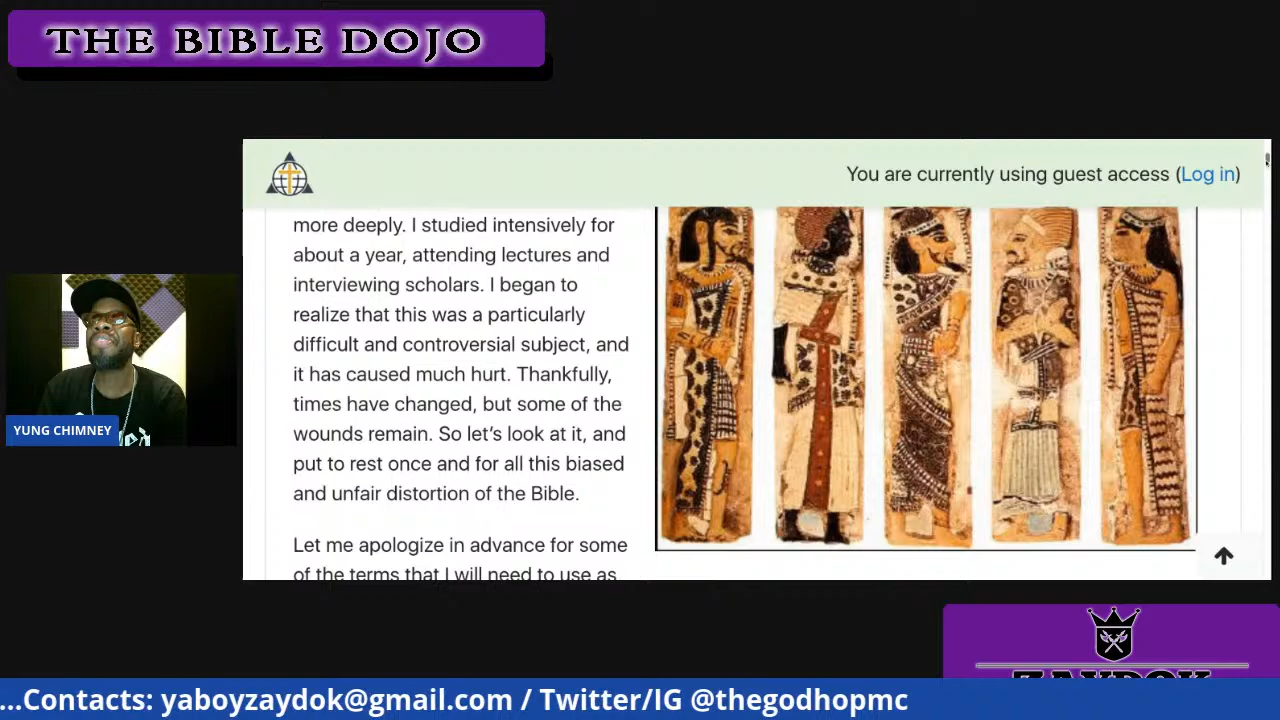 THE BIBLE DOJO
You are currently using guest access (Log in)
more deeply. I studied intensively for
about a year, attending lectures and
interviewing scholars. I began to
realize that this was a particularly
difficult and controversial subject, and
it has caused much hurt. Thankfully,
times have changed, but some of the
wounds remain. So let's look at it, and
put to rest once and for all this biased
and unfair distortion of the Bible.
Let me apologize in advance for some
of the terms that I will need to use as
YUNG CHIMNEY
ZAYDOK
...Contacts: yaboyzaydok@gmail.com / Twitter/IG @thegodhopmc